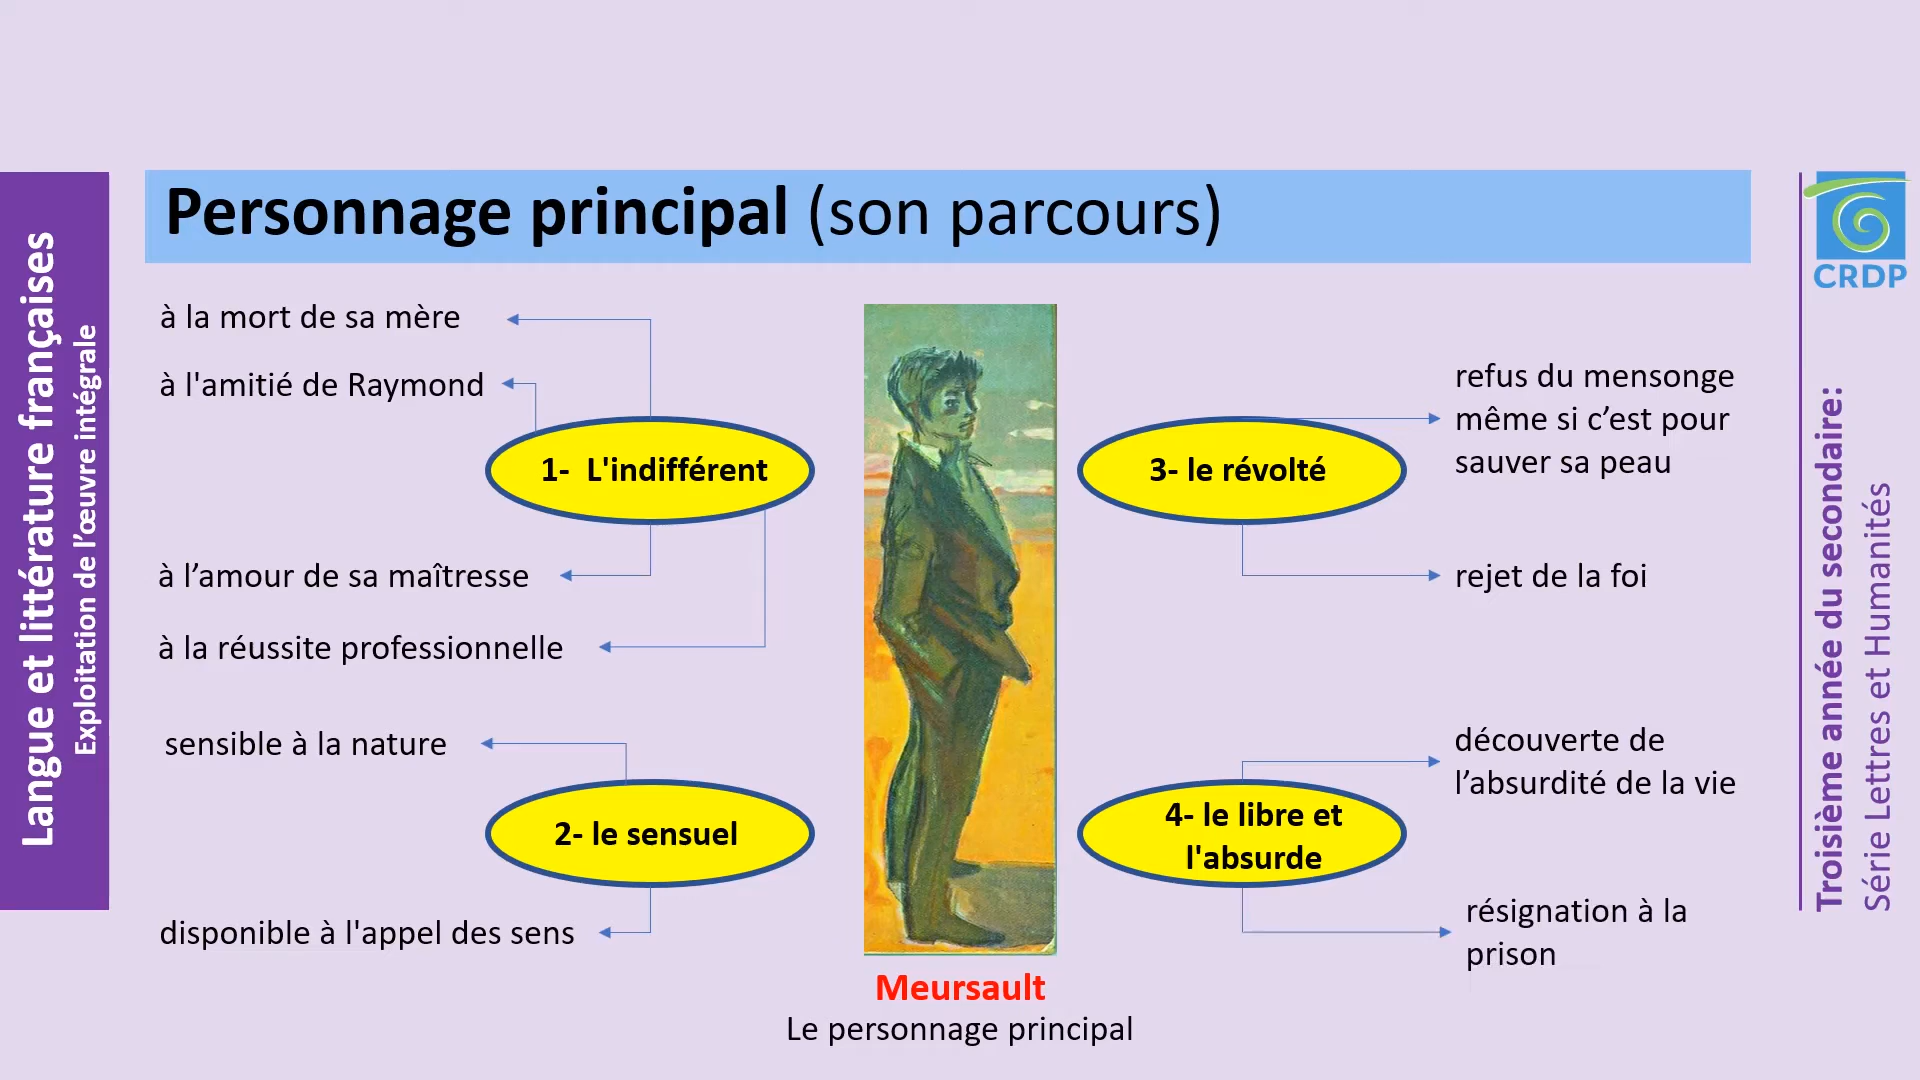 Personnage principal (son parcours)
Langue et littérature françaises
Exploitation de l’œuvre intégrale
à la mort de sa mère
à l'amitié de Raymond
1- L'indifférent
à l’amour de sa maîtresse
à la réussite professionnelle
sensible à la nature
2- le sensuel
disponible à l'appel des sens
Meursault
Le personnage principal
refus du mensonge
même si c’est pour
sauver sa peau
3- le révolté
rejet de la foi
découverte de
l’absurdité de la vie
4- le libre et
l'absurde
résignation à la
prison
CRDP
Troisième année du secondaire:
Série Lettres et Humanités